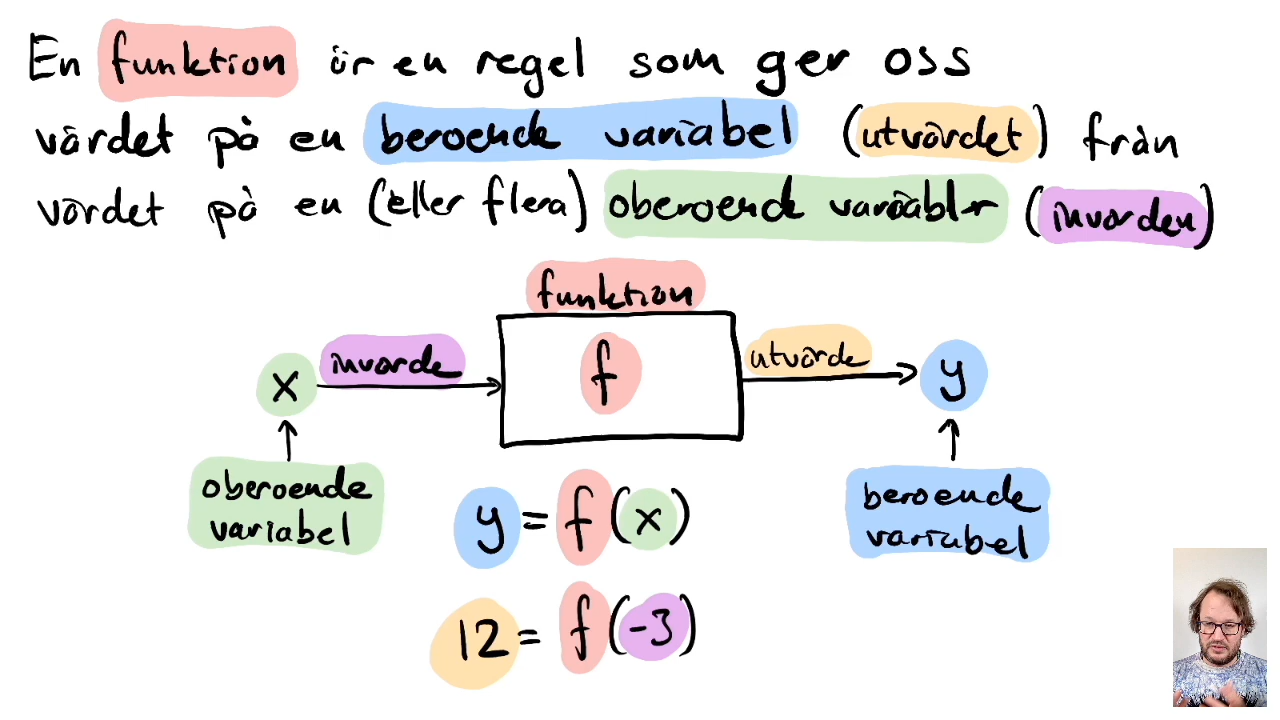 En funktion är en regel som ger oss
värdet på en beroende variabel (utvärdet) från
värdet på en (eller flera) oberoende variabler (invärden)
funktion
x invärde f utvärde y
oberoende variabel
beroende variabel
y = f(x)
12 = f(-3)